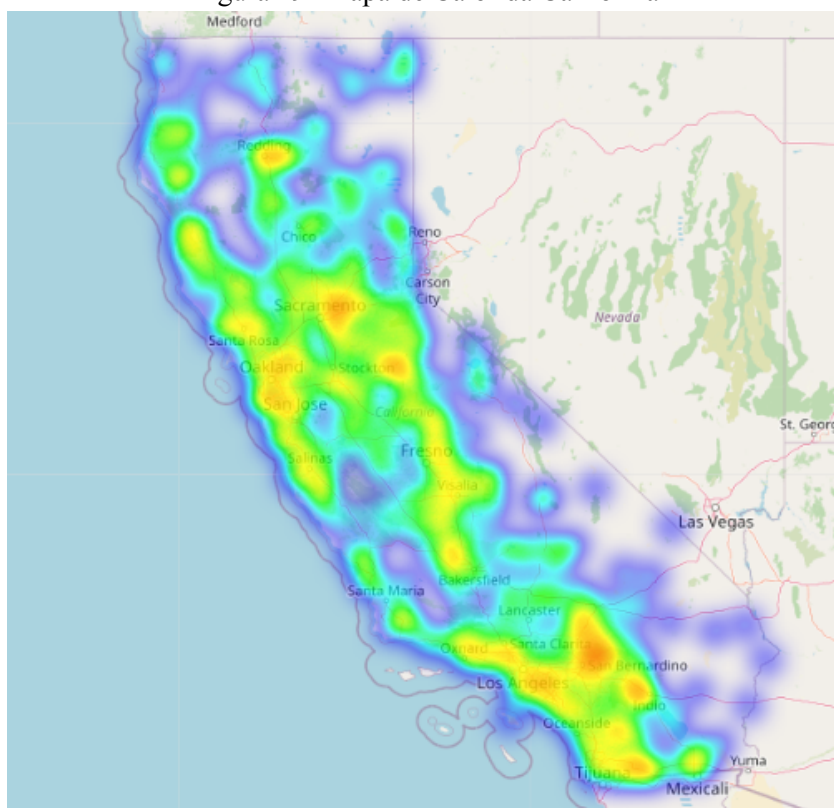 Medford
Redding
Chico
Reno
Carson
City
Sacramento
Nevada
Santa Rosa
Oakland
Stockton
San Jose
California
St. Georg
Fresno
Salinas
Visalia
Las Vegas
Bakersfield
Santa Maria
Lancaster
Oxnard
Santa Clarita
San Bernardino
Los Angeles
Indio
Oceanside
Yuma
Tijuana
Mexicali